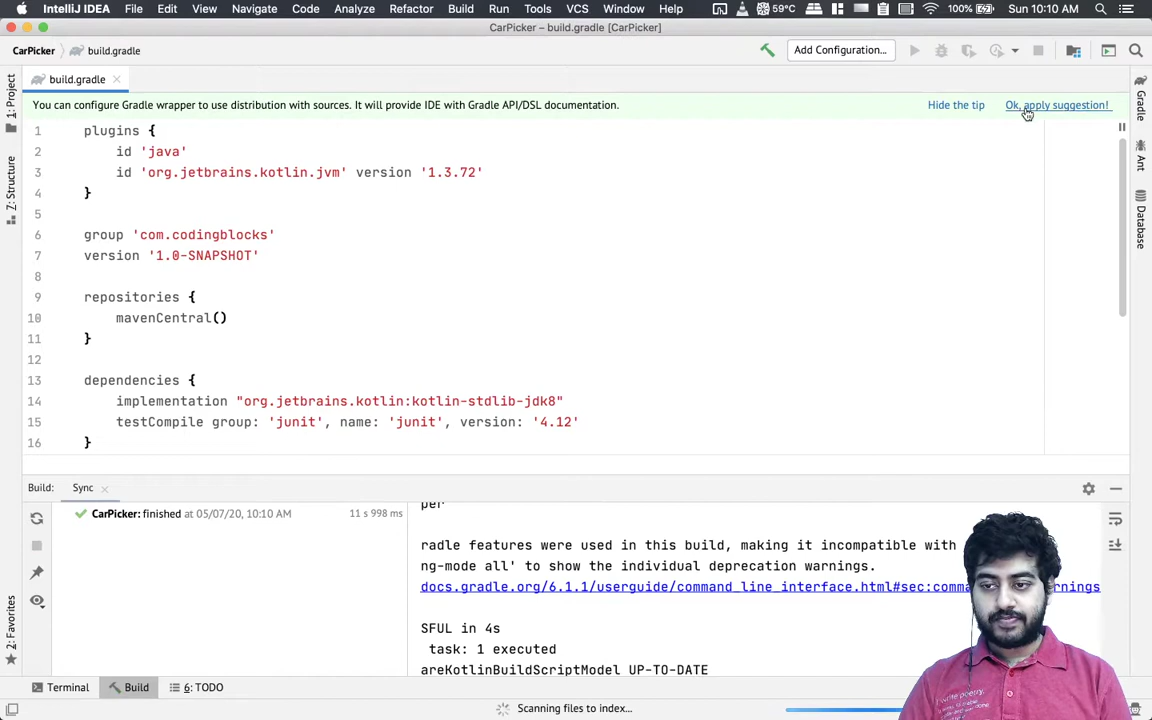 IntelliJ IDEA File Edit View Navigate Code Analyze Refactor Build Run Tools VCS Window Help 59°C 100% Sun 10:10 AM
CarPicker – build.gradle [CarPicker]
CarPicker build.gradle Add Configuration...
build.gradle
You can configure Gradle wrapper to use distribution with sources. It will provide IDE with Gradle API/DSL documentation. Hide the tip Ok, apply suggestion!
1 plugins {
2 id 'java'
3 id 'org.jetbrains.kotlin.jvm' version '1.3.72'
4 }
5
6 group 'com.codingblocks'
7 version '1.0-SNAPSHOT'
8
9 repositories {
10 mavenCentral()
11 }
12
13 dependencies {
14 implementation "org.jetbrains.kotlin:kotlin-stdlib-jdk8"
15 testCompile group: 'junit', name: 'junit', version: '4.12'
16 }
1: Project
7: Structure
2: Favorites
Gradle
Ant
Database
Build: Sync
CarPicker: finished at 05/07/20, 10:10 AM 11 s 998 ms
per
radle features were used in this build, making it incompatible with
ng-mode all' to show the individual deprecation warnings.
docs.gradle.org/6.1.1/userguide/command_line_interface.html#sec:comma rnings
SFUL in 4s
task: 1 executed
areKotlinBuildScriptModel UP-TO-DATE
I write poetry,
Terminal Build 6: TODO
Scanning files to index...